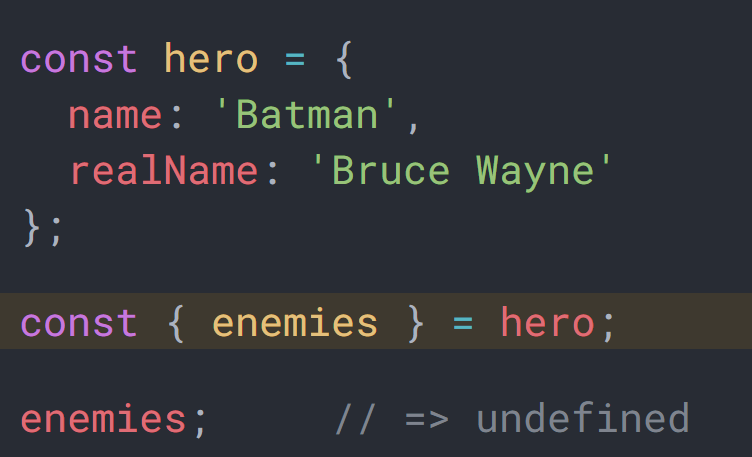 const hero = {
  name: 'Batman',
  realName: 'Bruce Wayne'
};
const { enemies } = hero;
enemies;     // => undefined